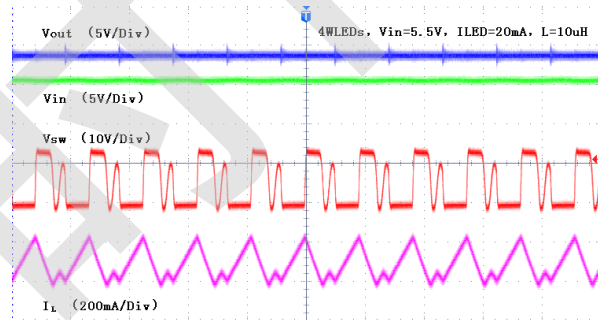 Vout (5V/Div)
4WLEDs, Vin=5.5V, ILED=20mA, L=10uH
Vin (5V/Div)
Vsw (10V/Div)
IL (200mA/Div)